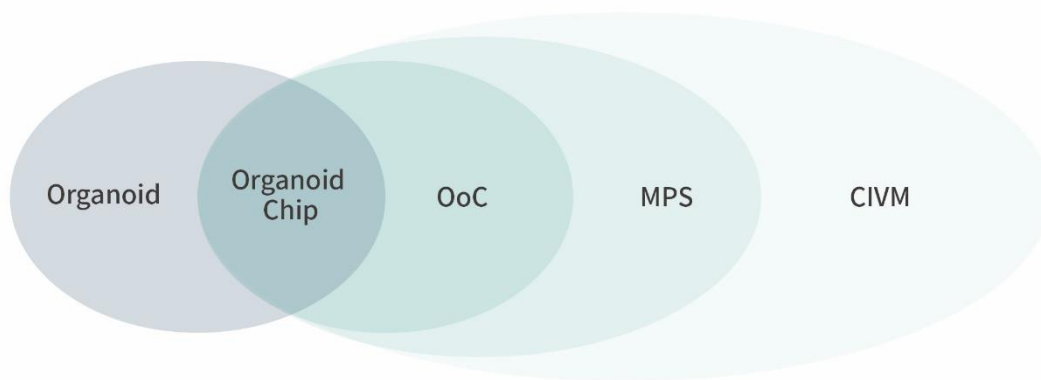 Organoid
Organoid
Chip
OoC
MPS
CIVM